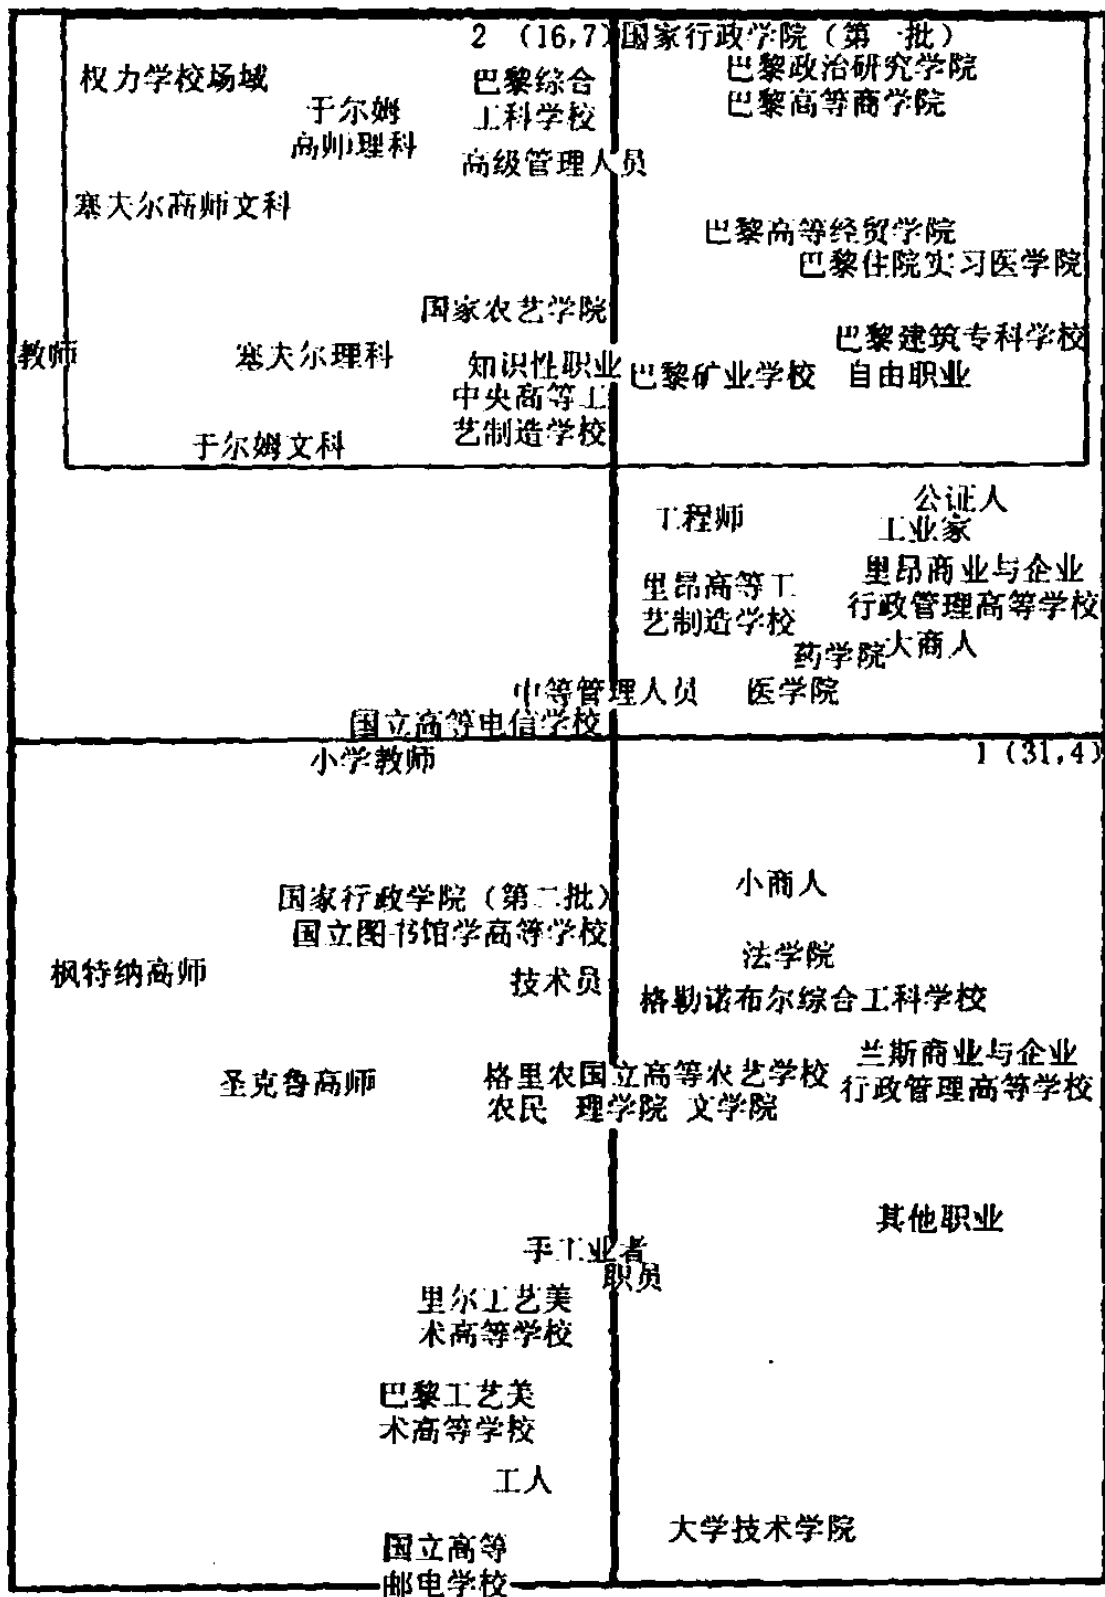 2 (16,7)国家行政学院（第一批）
权力学校场域
巴黎综合
工科学校
巴黎政治研究学院
巴黎高等商学院
于尔姆
高师理科
高级管理人员
塞夫尔高师文科
巴黎高等经贸学院
巴黎住院实习医学院
国家农艺学院
教师
塞夫尔理科
知识性职业
巴黎建筑专科学校
巴黎矿业学校
自由职业
中央高等工
艺制造学校
于尔姆文科
工程师
公证人
工业家
里昂高等工
艺制造学校
里昂商业与企业
行政管理高等学校
药学院
大商人
中等管理人员
医学院
国立高等电信学校
小学教师
1 (31,4)
小商人
国家行政学院（第二批）
国立图书馆学高等学校
法学院
枫特纳高师
技术员
格勒诺布尔综合工科学校
圣克鲁高师
格里农国立高等农艺学校
兰斯商业与企业
行政管理高等学校
农民 理学院 文学院
其他职业
手工业者
职员
里尔工艺美
术高等学校
巴黎工艺美
术高等学校
工人
大学技术学院
国立高等
邮电学校